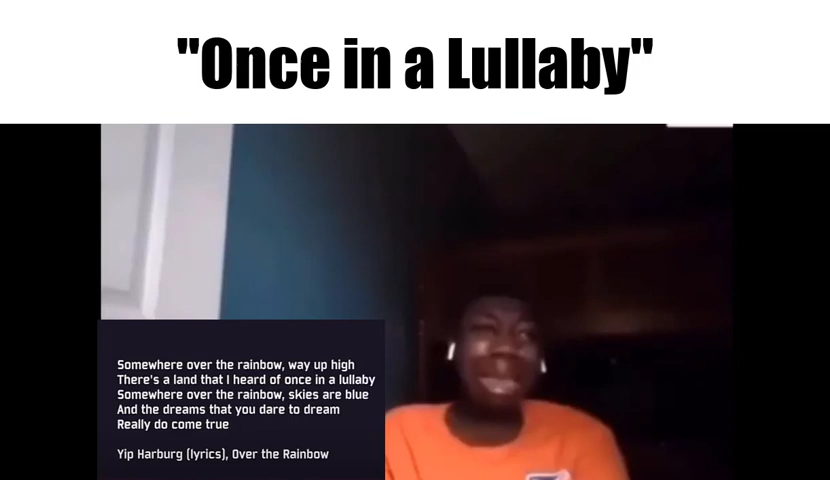 "Once in a Lullaby"
Somewhere over the rainbow, way up high
There's a land that I heard of once in a lullaby
Somewhere over the rainbow, skies are blue
And the dreams that you dare to dream
Really do come true
Yip Harburg (lyrics), Over the Rainbow